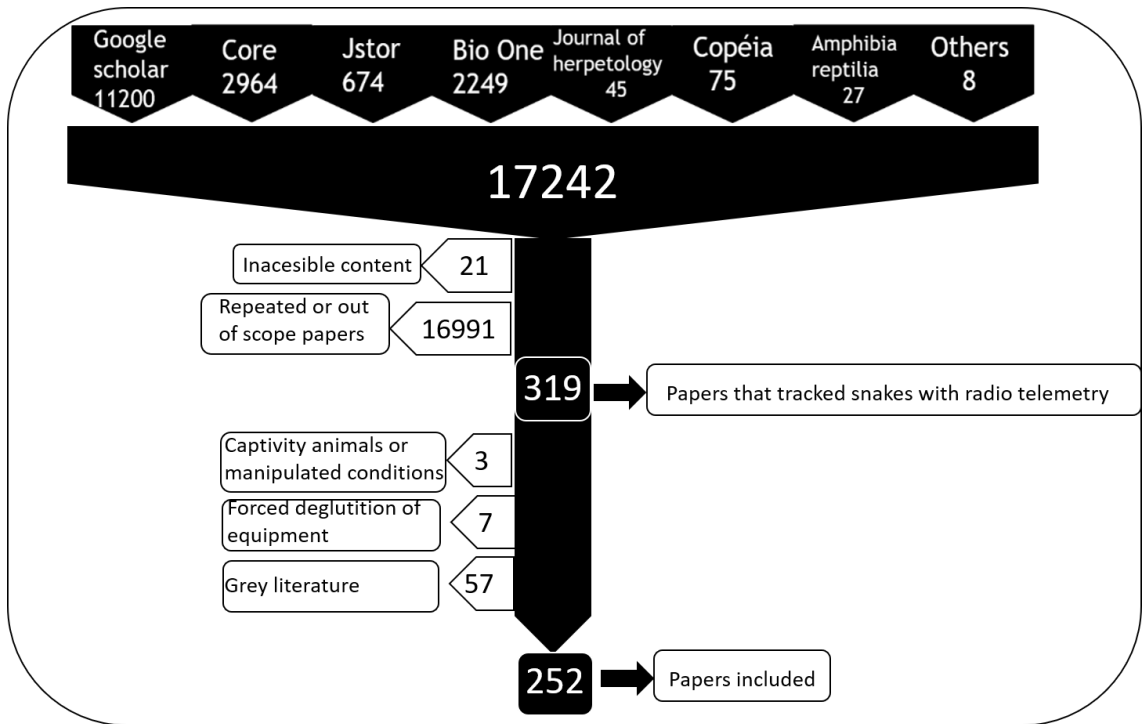 Google
scholar
11200
Core
2964
Jstor
674
Bio One
2249
Journal of
herpetology
45
Copéia
75
Amphibia
reptilia
27
Others
8
17242
Inacesible content
21
Repeated or out
of scope papers
16991
319
Papers that tracked snakes with radio telemetry
Captivity animals or
manipulated conditions
3
Forced deglutition of
equipment
7
Grey literature
57
252
Papers included